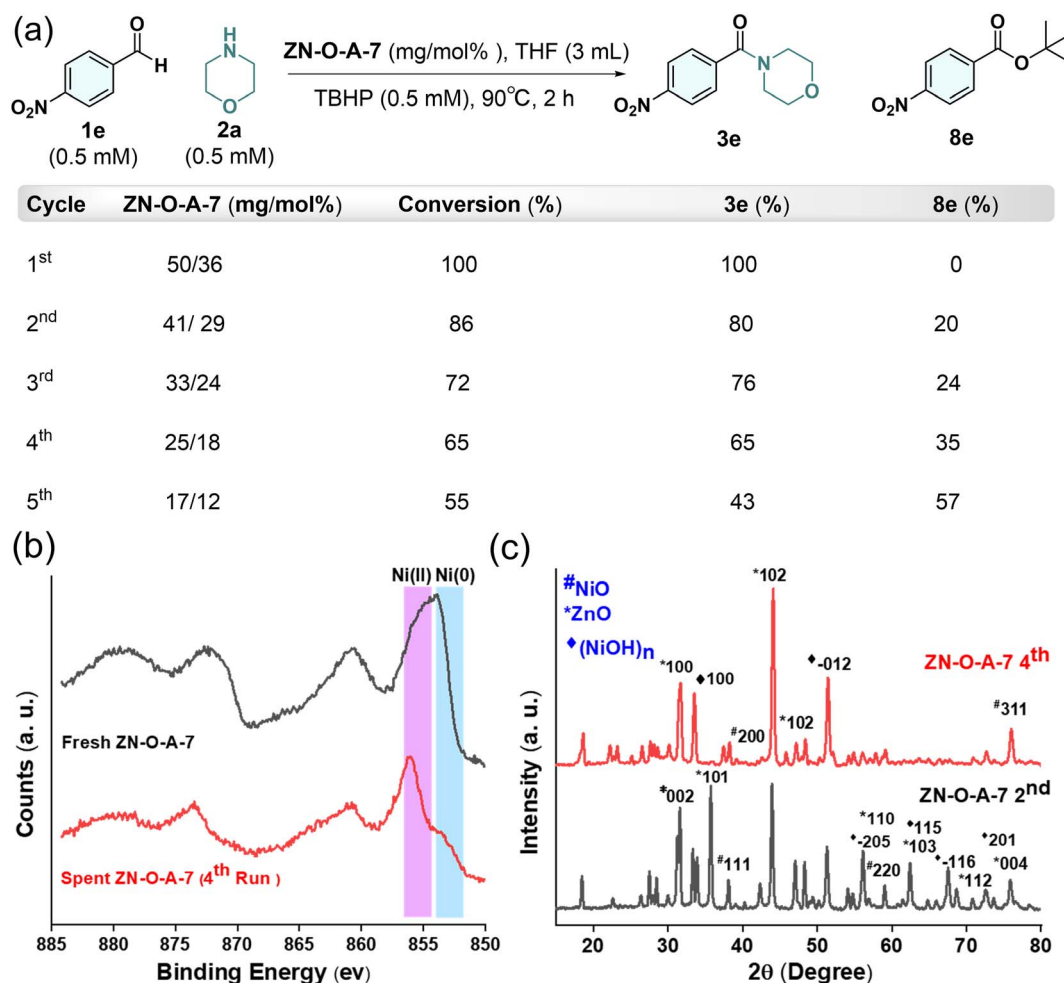 (a)
O
H
O₂N
1e
(0.5 mM)
H
N
O
2a
(0.5 mM)
ZN-O-A-7 (mg/mol% ), THF (3 mL)
TBHP (0.5 mM), 90°C, 2 h
O
N
O
O₂N
3e
O
O
O₂N
8e
Cycle ZN-O-A-7 (mg/mol%) Conversion (%) 3e (%) 8e (%)
1st 50/36 100 100 0
2nd 41/ 29 86 80 20
3rd 33/24 72 76 24
4th 25/18 65 65 35
5th 17/12 55 43 57
(b)
Ni(II) Ni(0)
Fresh ZN-O-A-7
Spent ZN-O-A-7 (4th Run )
Counts (a. u.)
885 880 875 870 865 860 855 850
Binding Energy (ev)
(c)
#NiO
*ZnO
♦(NiOH)n
ZN-O-A-7 4th
*100
♦100
#200
*102
*102
♦-012
#311
ZN-O-A-7 2nd
*002
*101
#111
*110
♦-205
#220
♦115
*103
♦-116
*112
♦201
*004
Intensity (a. u.)
20 30 40 50 60 70 80
2θ (Degree)